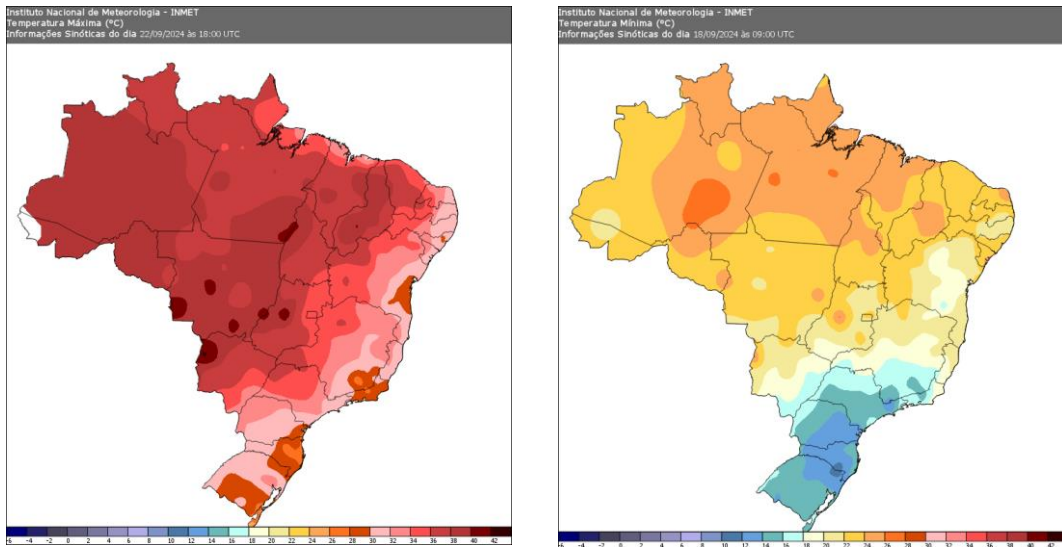 Instituto Nacional de Meteorologia - INMET
Temperatura Máxima (°C)
Informações Sinóticas do dia 22/09/2024 às 18:00 UTC
-6 -4 -2 0 2 4 6 8 10 12 14 16 18 20 22 24 26 28 30 32 34 36 38 40 42
Instituto Nacional de Meteorologia - INMET
Temperatura Mínima (°C)
Informações Sinóticas do dia 18/09/2024 às 09:00 UTC
-6 -4 -2 0 2 4 6 8 10 12 14 16 18 20 22 24 26 28 30 32 34 36 38 40 42